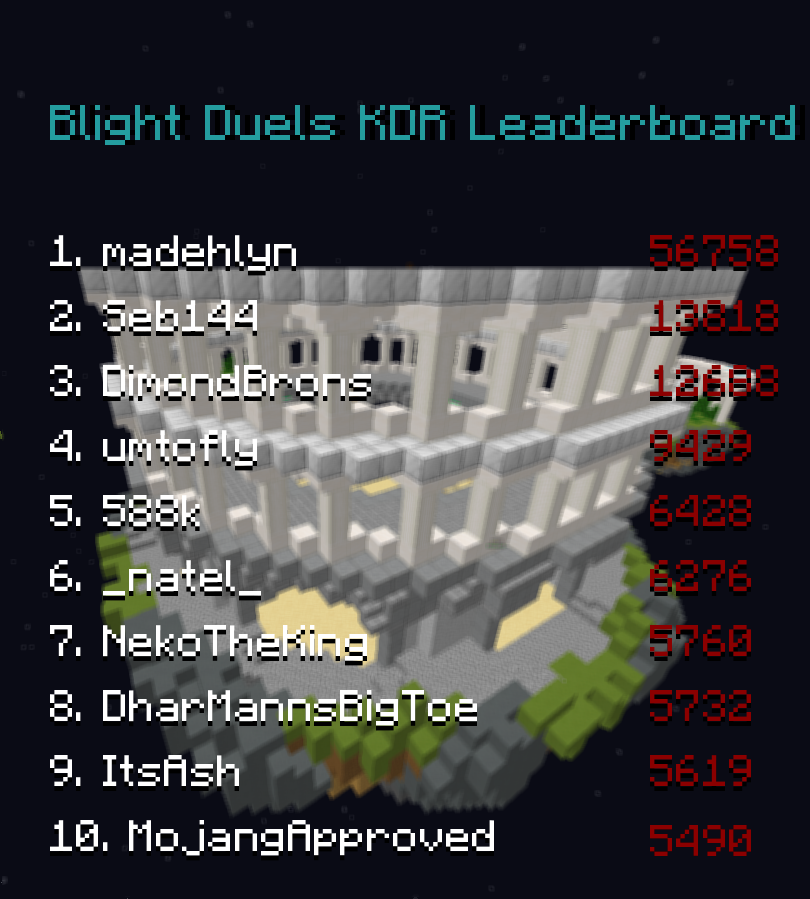 Blight Duels KDR Leaderboard
1. madehlyn 56758
2. Seb144 13818
3. DimondBrons 12688
4. umtofly 9429
5. 588k 6428
6. _natel_ 6276
7. NekoTheKing 5760
8. DharMannsBigToe 5732
9. ItsAsh 5619
10. MojangApproved 5490